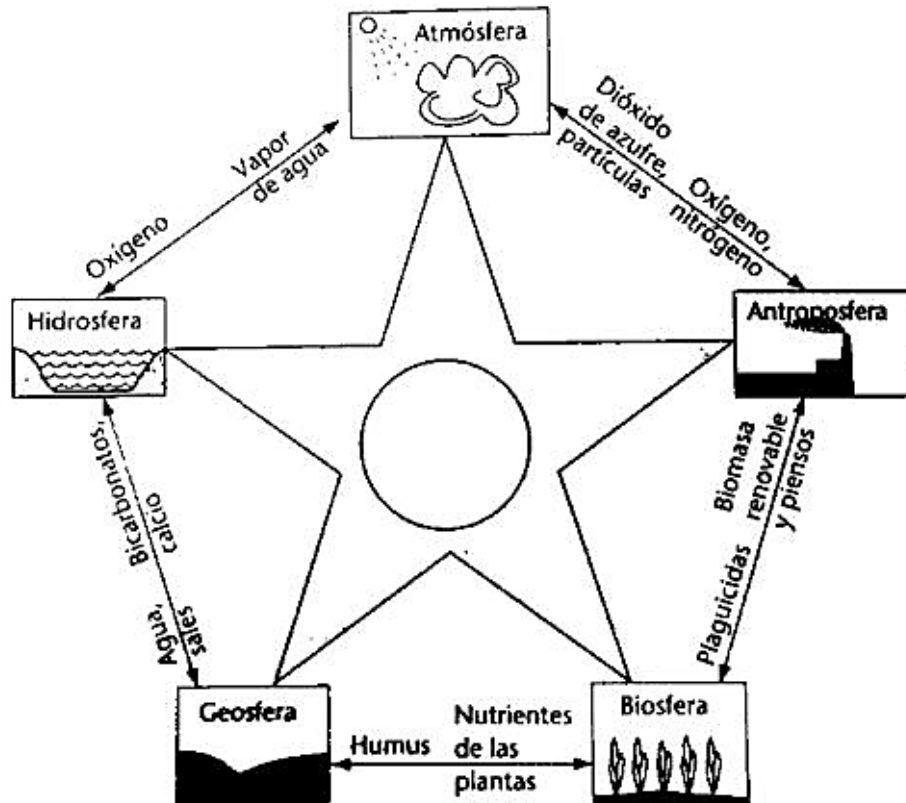 Atmósfera
Vapor
de agua
Oxígeno
Dióxido
de azufre,
partículas
Oxígeno,
nitrógeno
Hidrosfera
Antroposfera
Bicarbonatos,
calcio
Agua,
sales
Biomasa
renovable
y piensos
Plaguicidas
Geosfera
Humus
Nutrientes
de las
plantas
Biosfera